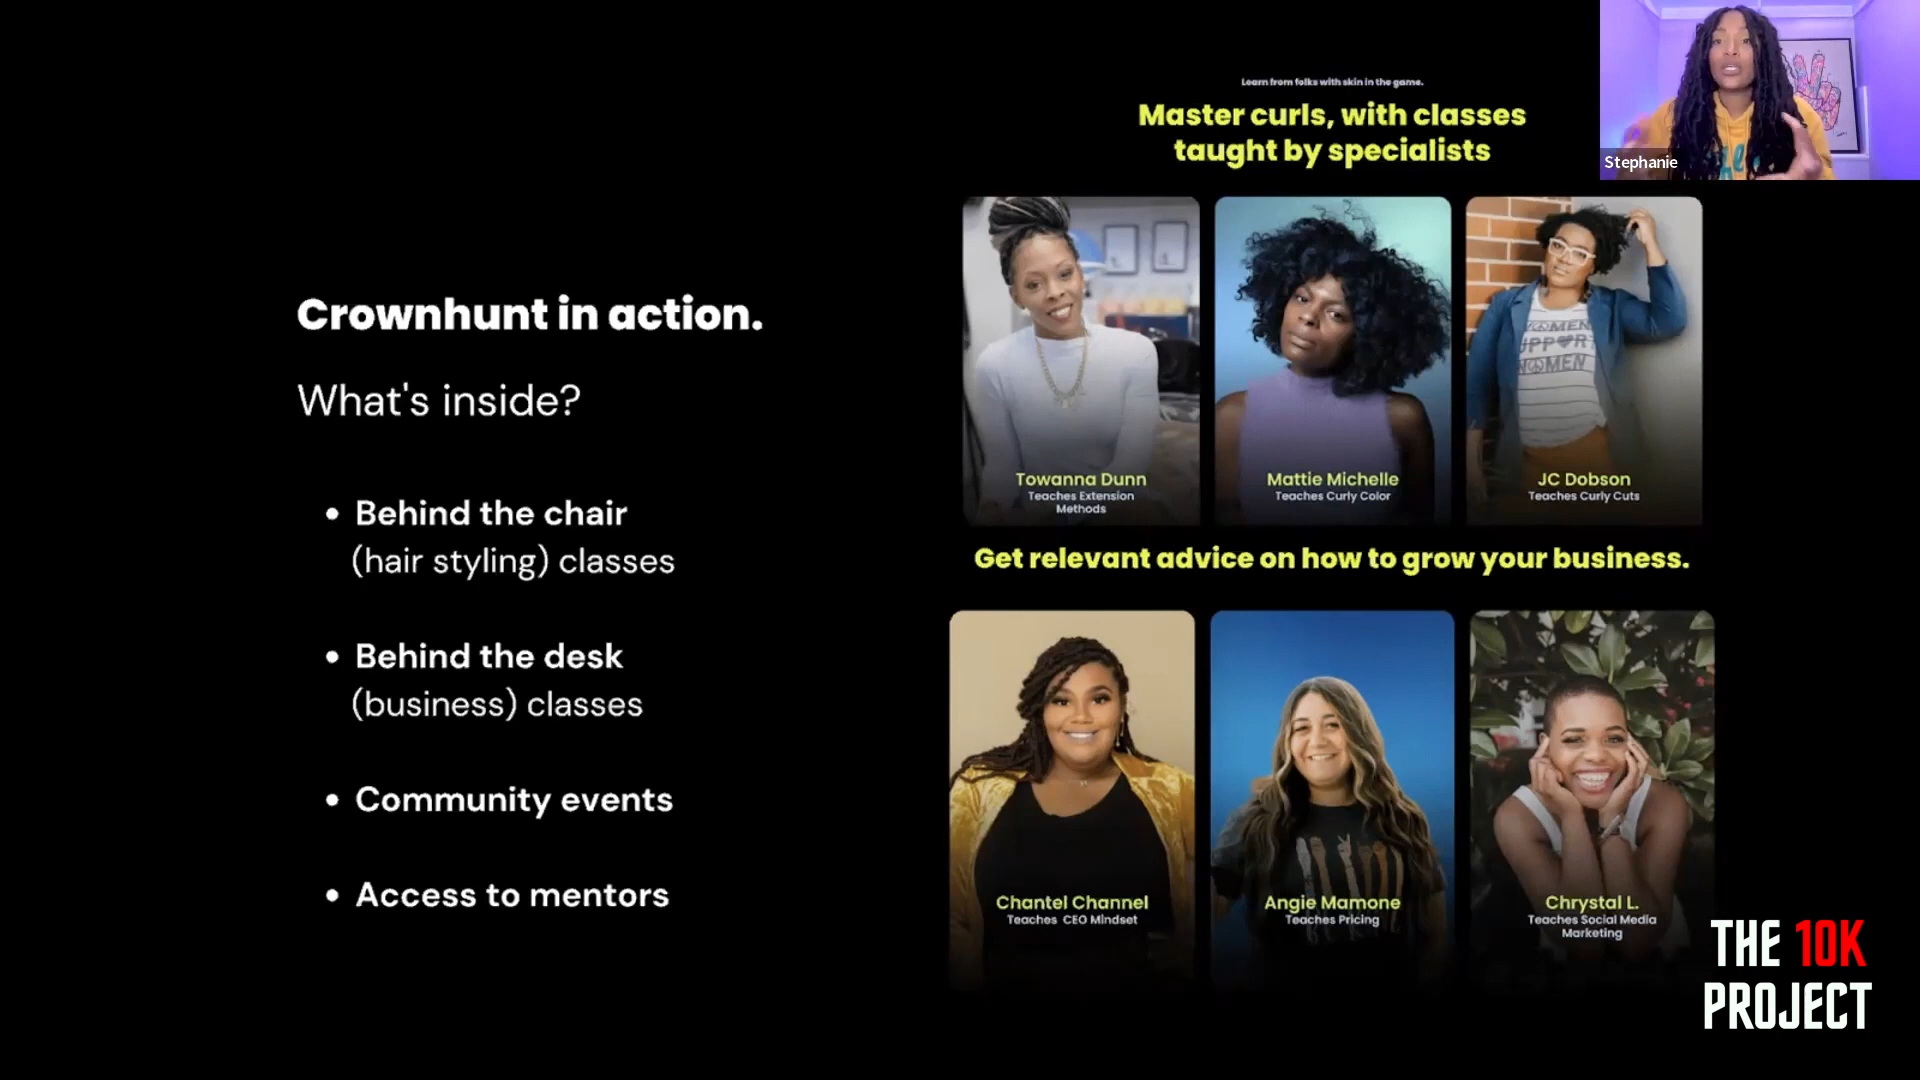 Crownhunt in action.
What's inside?
• Behind the chair
(hair styling) classes
• Behind the desk
(business) classes
• Community events
• Access to mentors
Learn from folks with skin in the game.
Master curls, with classes
taught by specialists
Towanna Dunn
Teaches Extension
Methods
Mattie Michelle
Teaches Curly Color
JC Dobson
Teaches Curly Cuts
WOMEN
SUPPORT
WOMEN
Get relevant advice on how to grow your business.
Chantel Channel
Teaches CEO Mindset
Angie Mamone
Teaches Pricing
Chrystal L.
Teaches Social Media
Marketing
Stephanie
THE 10K
PROJECT